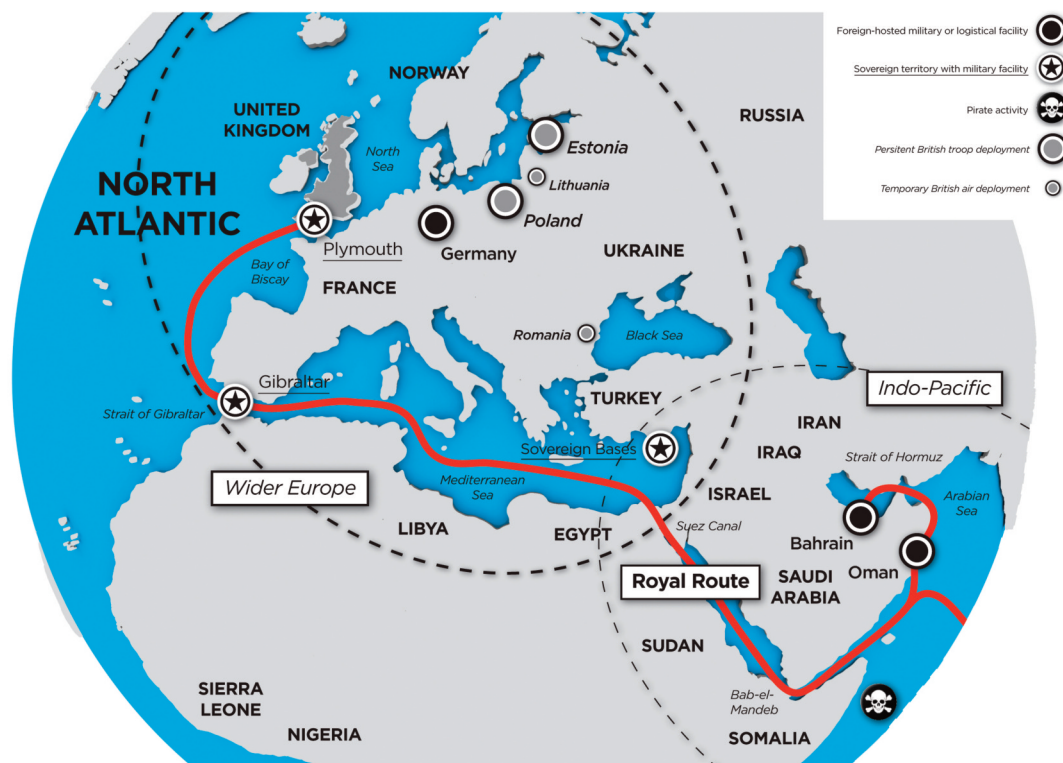 Foreign-hosted military or logistical facility
Sovereign territory with military facility
Pirate activity
Persitent British troop deployment
Temporary British air deployment
NORWAY
RUSSIA
UNITED
KINGDOM
North
Sea
Estonia
Lithuania
NORTH
ATLANTIC
Poland
Plymouth
Germany
UKRAINE
Bay of
Biscay
FRANCE
Romania
Black Sea
Gibraltar
Strait of Gibraltar
TURKEY
Indo-Pacific
IRAN
IRAQ
Sovereign Bases
Strait of Hormuz
Wider Europe
Mediterranean
Sea
ISRAEL
Arabian
Sea
LIBYA
EGYPT
Suez Canal
Bahrain
Royal Route
SAUDI
ARABIA
Oman
SUDAN
SIERRA
LEONE
Bab-el-
Mandeb
NIGERIA
SOMALIA